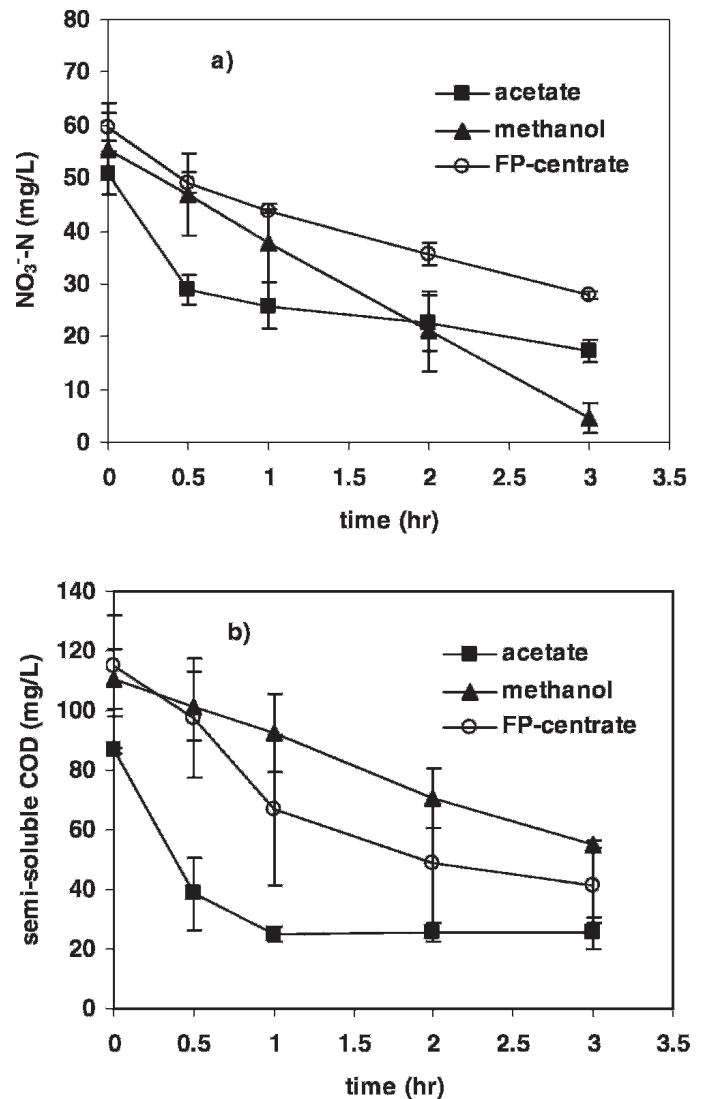 a)
acetate
methanol
FP-centrate
NO₃⁻-N (mg/L)
80
70
60
50
40
30
20
10
0
0 0.5 1 1.5 2 2.5 3 3.5
time (hr)
b)
acetate
methanol
FP-centrate
semi-soluble COD (mg/L)
140
120
100
80
60
40
20
0
0 0.5 1 1.5 2 2.5 3 3.5
time (hr)